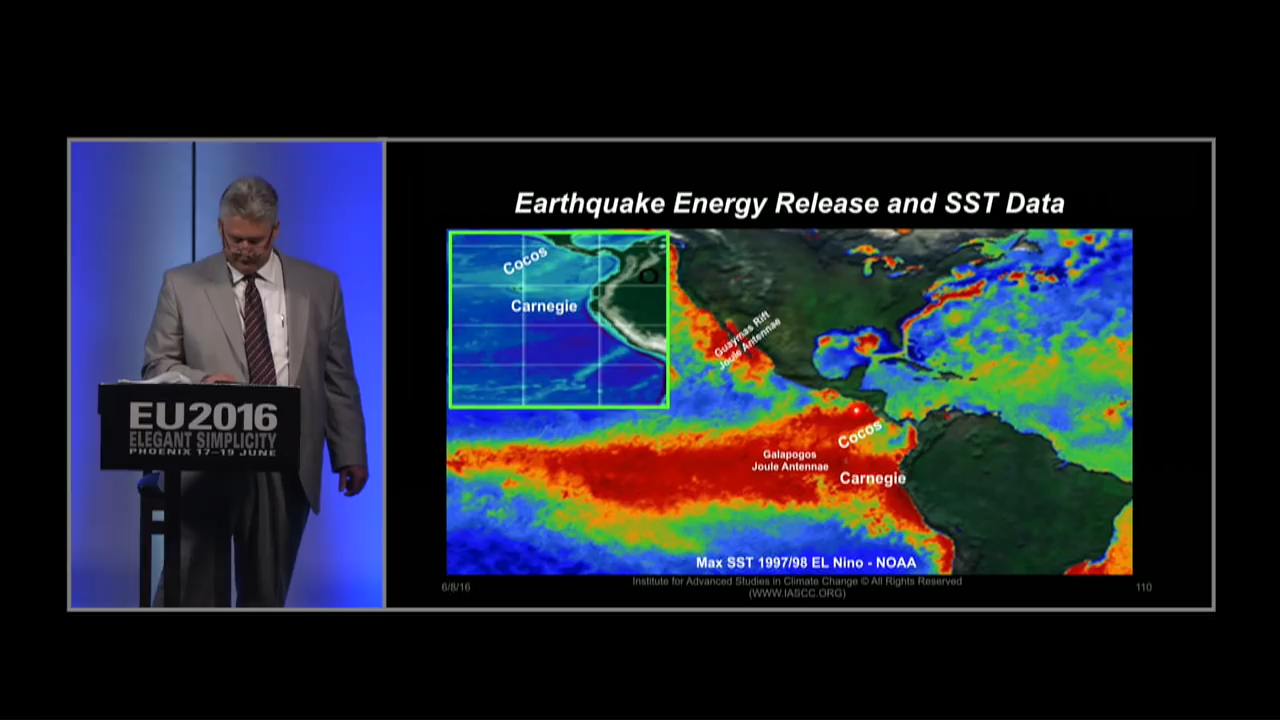 EU2016
ELEGANT SIMPLICITY
PHOENIX 17–19 JUNE
Earthquake Energy Release and SST Data
Cocos
Carnegie
Guaymas Rift
Joule Antennae
Cocos
Galapogos
Joule Antennae
Carnegie
Max SST 1997/98 EL Nino - NOAA
6/8/16
Institute for Advanced Studies in Climate Change © All Rights Reserved
(WWW.IASCC.ORG)
110